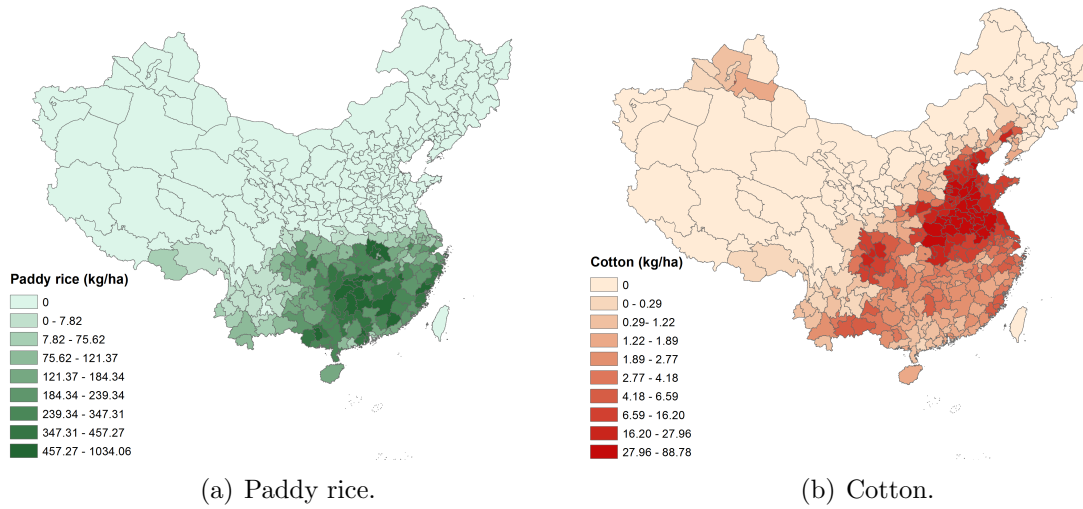 Paddy rice (kg/ha)
0
0 - 7.82
7.82 - 75.62
75.62 - 121.37
121.37 - 184.34
184.34 - 239.34
239.34 - 347.31
347.31 - 457.27
457.27 - 1034.06
(a) Paddy rice.
Cotton (kg/ha)
0
0 - 0.29
0.29- 1.22
1.22 - 1.89
1.89 - 2.77
2.77 - 4.18
4.18 - 6.59
6.59 - 16.20
16.20 - 27.96
27.96 - 88.78
(b) Cotton.